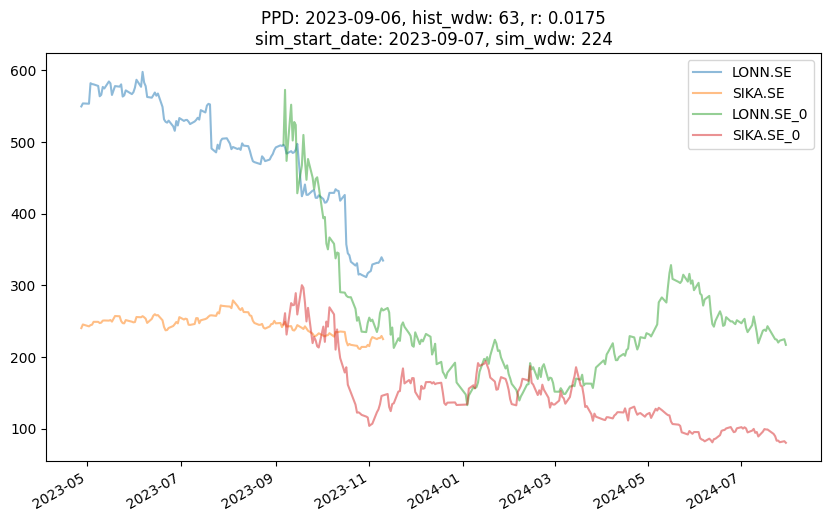 PPD: 2023-09-06, hist_wdw: 63, r: 0.0175
sim_start_date: 2023-09-07, sim_wdw: 224
600
500
400
300
200
100
LONN.SE
SIKA.SE
LONN.SE_0
SIKA.SE_0
2023-05
2023-07
2023-09
2023-11
2024-01
2024-03
2024-05
2024-07